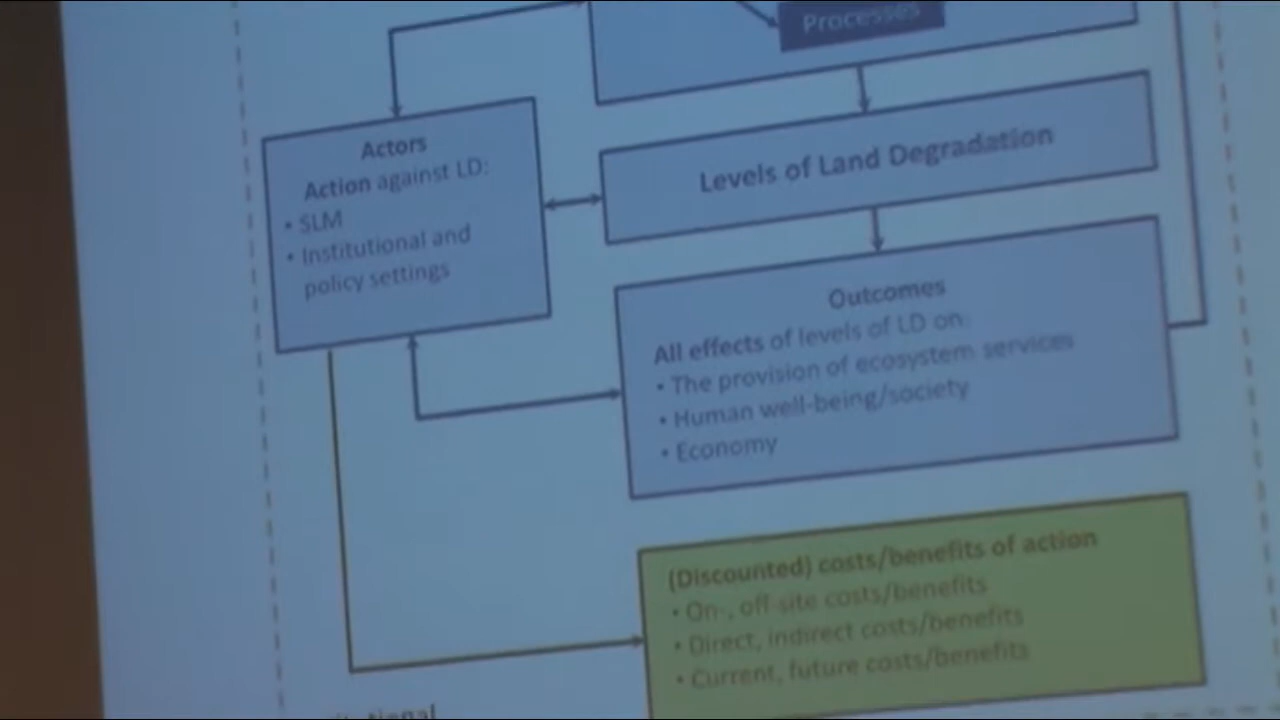 Processes
Actors
Action against LD:
• SLM
• Institutional and
policy settings
Levels of Land Degradation
Outcomes
All effects of levels of LD on:
• The provision of ecosystem services
• Human well-being/society
• Economy
(Discounted) costs/benefits of action
• On-, off-site costs/benefits
• Direct, indirect costs/benefits
• Current, future costs/benefits